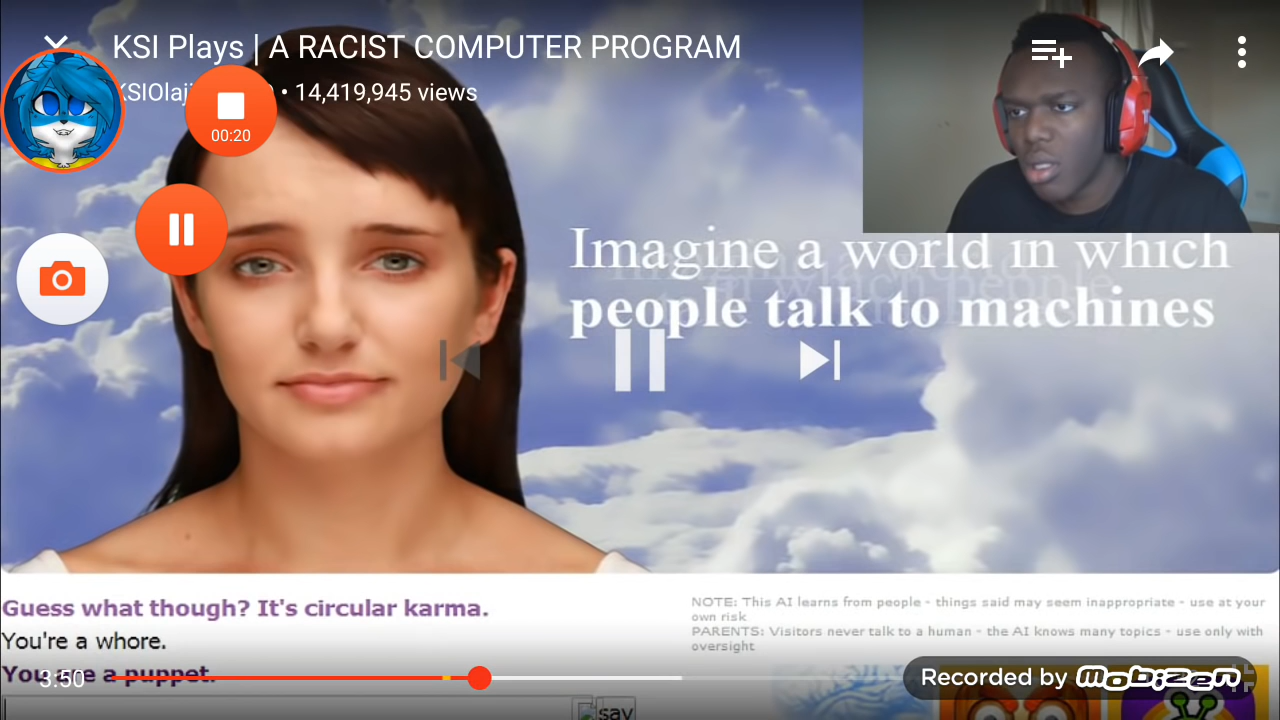 KSI Plays | A RACIST COMPUTER PROGRAM
14,419,945 views
00:20
Imagine a world in which
people talk to machines
Guess what though? It's circular karma.
NOTE: This AI learns from people - things said may seem inappropriate - use at your
own risk
You're a whore.
PARENTS: Visitors never talk to a human - the AI knows many topics - use only with
oversight
You are a puppet.
3:50
Recorded by mobizen
say